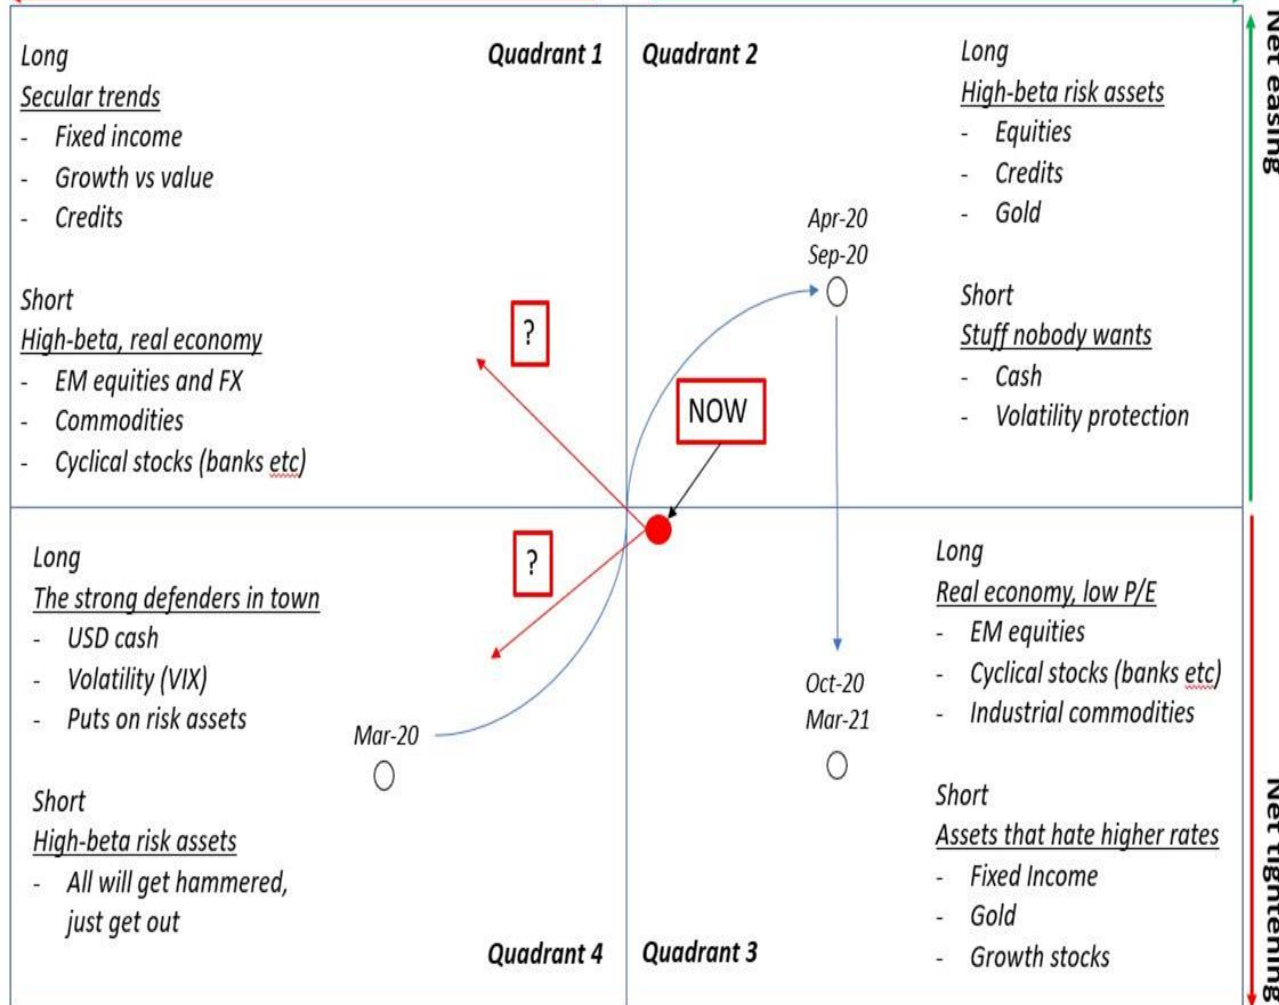 Quadrant 1
Long
Secular trends
- Fixed income
- Growth vs value
- Credits
Short
High-beta, real economy
- EM equities and FX
- Commodities
- Cyclical stocks (banks etc)
?
Quadrant 2
Long
High-beta risk assets
- Equities
- Credits
- Gold
Apr-20
Sep-20
Short
Stuff nobody wants
- Cash
- Volatility protection
NOW
Net easing
Long
The strong defenders in town
- USD cash
- Volatility (VIX)
- Puts on risk assets
?
Mar-20
Short
High-beta risk assets
- All will get hammered,
just get out
Quadrant 4
Long
Real economy, low P/E
- EM equities
- Cyclical stocks (banks etc)
- Industrial commodities
Oct-20
Mar-21
Short
Assets that hate higher rates
- Fixed Income
- Gold
- Growth stocks
Quadrant 3
Net tightening